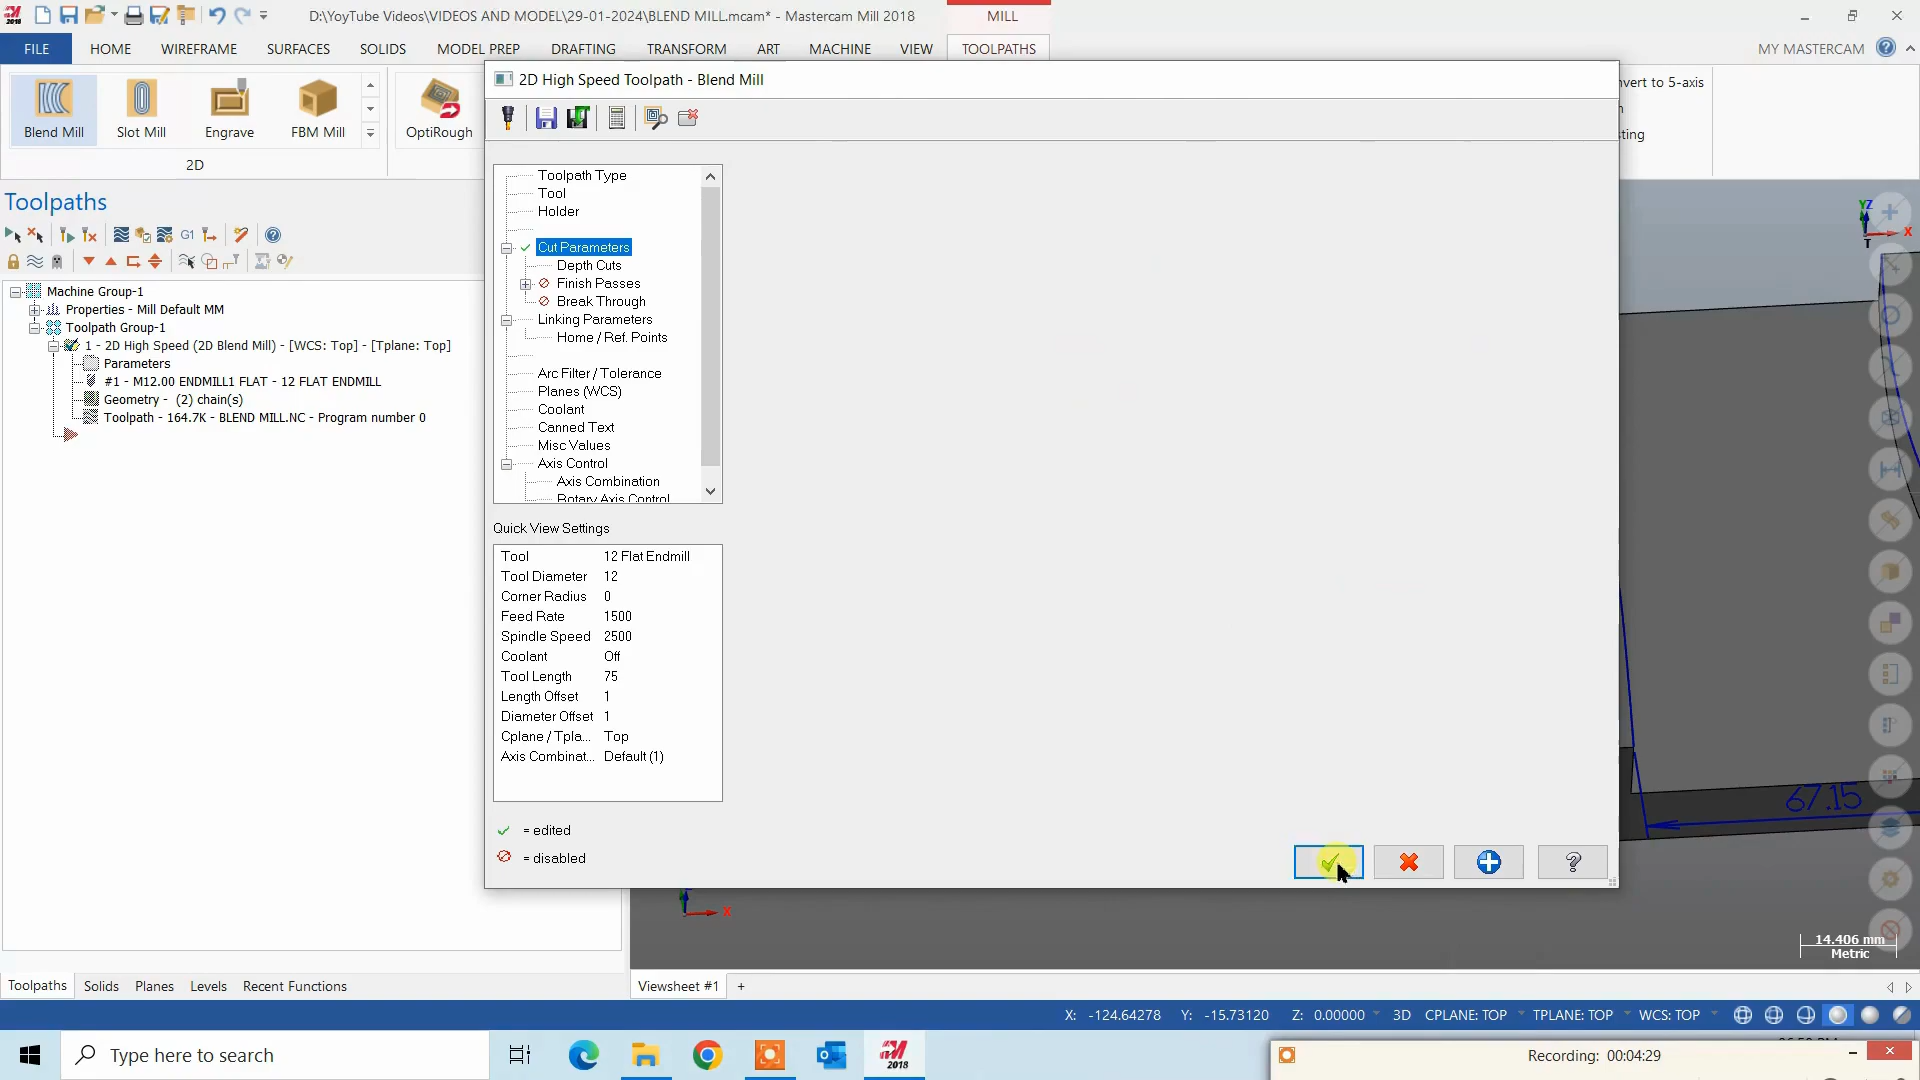 D:\YoyTube Videos\VIDEOS AND MODEL\29-01-2024\BLEND MILL.mcam* - Mastercam Mill 2018
MILL
FILE
HOME
WIREFRAME
SURFACES
SOLIDS
MODEL PREP
DRAFTING
TRANSFORM
ART
MACHINE
VIEW
TOOLPATHS
MY MASTERCAM
Blend Mill
Slot Mill
Engrave
FBM Mill
OptiRough
2D
2D High Speed Toolpath - Blend Mill
vert to 5-axis
sting
Toolpaths
G1
Machine Group-1
Properties - Mill Default MM
Toolpath Group-1
1 - 2D High Speed (2D Blend Mill) - [WCS: Top] - [Tplane: Top]
Parameters
#1 - M12.00 ENDMILL1 FLAT - 12 FLAT ENDMILL
Geometry - (2) chain(s)
Toolpath - 164.7K - BLEND MILL.NC - Program number 0
Toolpath Type
Tool
Holder
Cut Parameters
Depth Cuts
Finish Passes
Break Through
Linking Parameters
Home / Ref. Points
Arc Filter / Tolerance
Planes (WCS)
Coolant
Canned Text
Misc Values
Axis Control
Axis Combination
Rotary Axis Control
Quick View Settings
Tool 12 Flat Endmill
Tool Diameter 12
Corner Radius 0
Feed Rate 1500
Spindle Speed 2500
Coolant Off
Tool Length 75
Length Offset 1
Diameter Offset 1
Cplane / Tpla... Top
Axis Combinat... Default (1)
= edited
= disabled
YZ
X
T
67.15
X
14.406 mm
Metric
Toolpaths
Solids
Planes
Levels
Recent Functions
Viewsheet #1
+
X: -124.64278 Y: -15.73120 Z: 0.00000 3D CPLANE: TOP TPLANE: TOP WCS: TOP
Type here to search
2018
Recording: 00:04:29